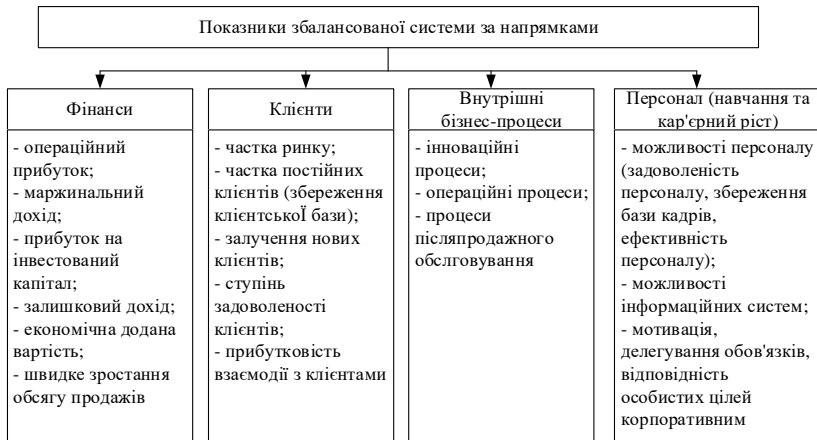 Показники збалансованої системи за напрямками
Фінанси
- операційний
прибуток;
- маржинальний
дохід;
- прибуток на
інвестований
капітал;
- залишковий дохід;
- економічна додана
вартість;
- швидке зростання
обсягу продажів
Клієнти
- частка ринку;
- частка постійних
клієнтів (збереження
клієнтськоЇ бази);
- залучення нових
клієнтів;
- ступінь
задоволеності
клієнтів;
- прибутковість
взаємодії з клієнтами
Внутрішні
бізнес-процеси
- інноваційні
процеси;
- операційні процеси;
- процеси
післяпродажного
обслговування
Персонал (навчання та
кар'єрний ріст)
- можливості персоналу
(задоволеність
персоналу, збереження
бази кадрів,
ефективність
персоналу);
- можливості
інформаційних систем;
- мотивація,
делегування обов'язків,
відповідність
особистих цілей
корпоративним